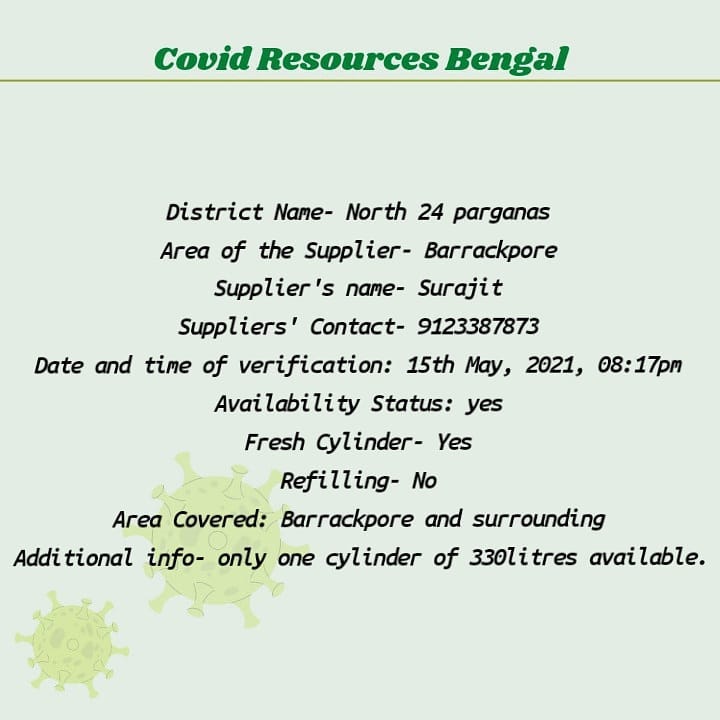 Covid Resources Bengal
District Name- North 24 parganas
Area of the Supplier- Barrackpore
Supplier's name- Surajit
Suppliers' Contact- 9123387873
Date and time of verification: 15th May, 2021, 08:17pm
Availability Status: yes
Fresh Cylinder- Yes
Refilling- No
Area Covered: Barrackpore and surrounding
Additional info- only one cylinder of 330litres available.